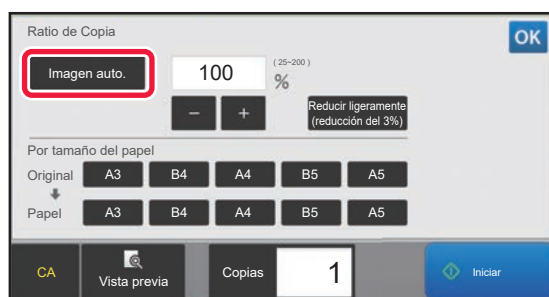 Ratio de Copia
OK
Imagen auto.
100
(25~200)
%
-
+
Reducir ligeramente
(reducción del 3%)
Por tamaño del papel
Original
A3
B4
A4
B5
A5
Papel
A3
B4
A4
B5
A5
CA
Vista previa
Copias
1
Iniciar